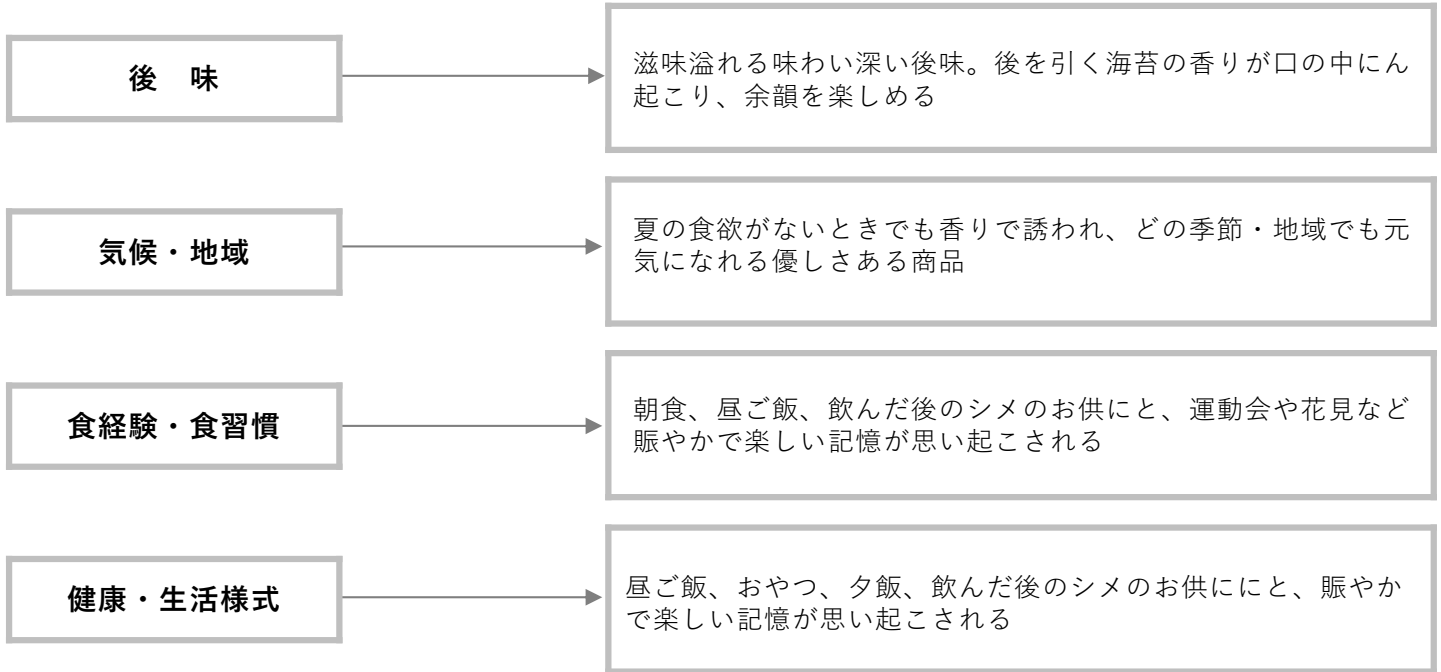 後　味
滋味溢れる味わい深い後味。後を引く海苔の香りが口の中にん
起こり、余韻を楽しめる
気候・地域
夏の食欲がないときでも香りで誘われ、どの季節・地域でも元
気になれる優しさある商品
食経験・食習慣
朝食、昼ご飯、飲んだ後のシメのお供にと、運動会や花見など
賑やかで楽しい記憶が思い起こされる
健康・生活様式
昼ご飯、おやつ、夕飯、飲んだ後のシメのお供ににと、賑やか
で楽しい記憶が思い起こされる